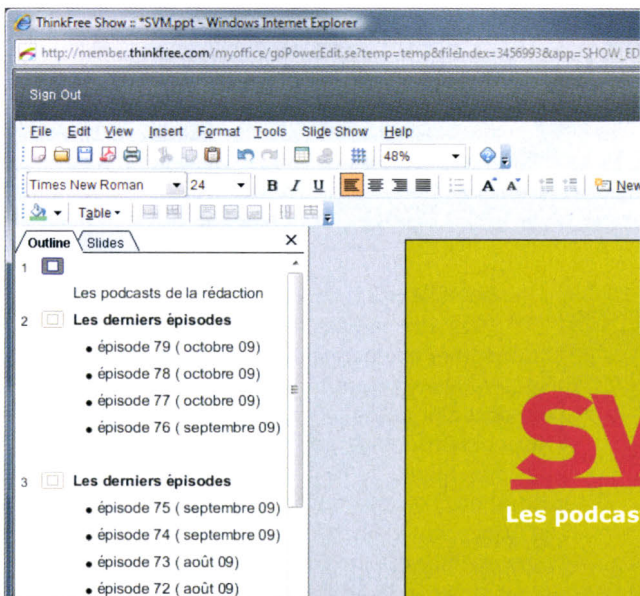 ThinkFree Show :: *SVM.ppt - Windows Internet Explorer
http://member.thinkfree.com/myoffice/goPowerEdit.se?temp=temp&fileIndex=3456993&app=SHOW_ED
Sign Out
File Edit View Insert Format Tools Slide Show Help
48%
Times New Roman 24 B I U A A New
Table
Outline Slides X
1
Les podcasts de la rédaction
2 Les derniers épisodes
• épisode 79 ( octobre 09)
• épisode 78 ( octobre 09)
• épisode 77 ( octobre 09)
• épisode 76 ( septembre 09)
3 Les derniers épisodes
• épisode 75 ( septembre 09)
• épisode 74 ( septembre 09)
• épisode 73 ( août 09)
• épisode 72 ( août 09)
SV
Les podcas